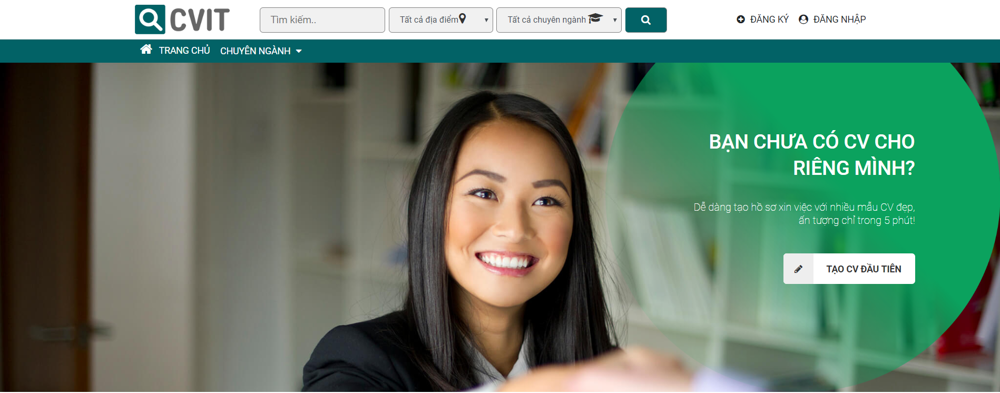 CVIT
Tìm kiếm..
Tất cả địa điểm
Tất cả chuyên ngành
ĐĂNG KÝ
ĐĂNG NHẬP
TRANG CHỦ
CHUYÊN NGÀNH
BẠN CHƯA CÓ CV CHO
RIÊNG MÌNH?
Dễ dàng tạo hồ sơ xin việc với nhiều mẫu CV đẹp,
ấn tượng chỉ trong 5 phút!
TẠO CV ĐẦU TIÊN